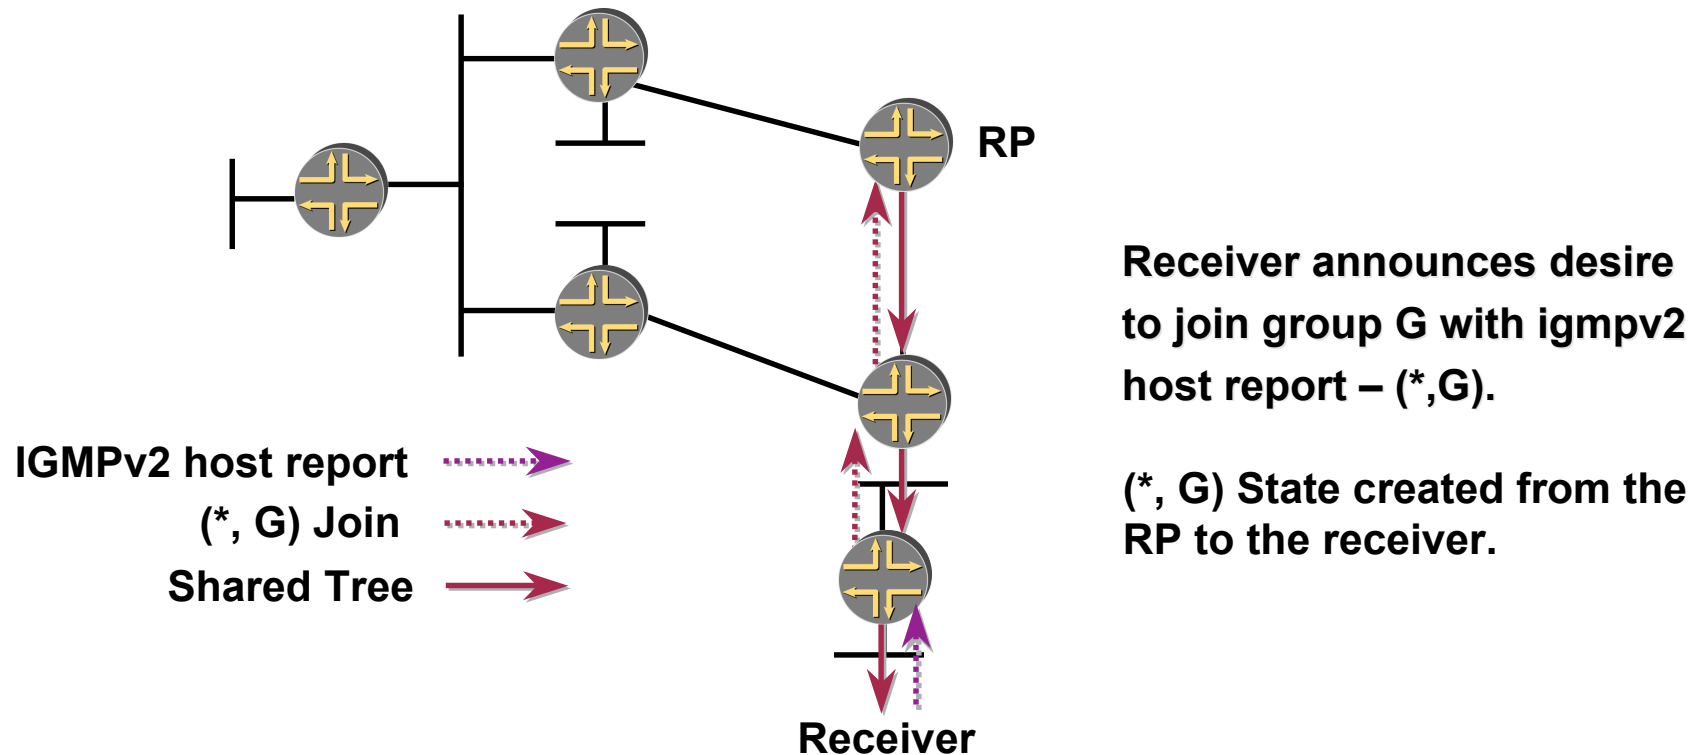 RP
Receiver announces desire
to join group G with igmpv2
host report – (*,G).
(*, G) State created from the
RP to the receiver.
IGMPv2 host report
(*, G) Join
Shared Tree
Receiver